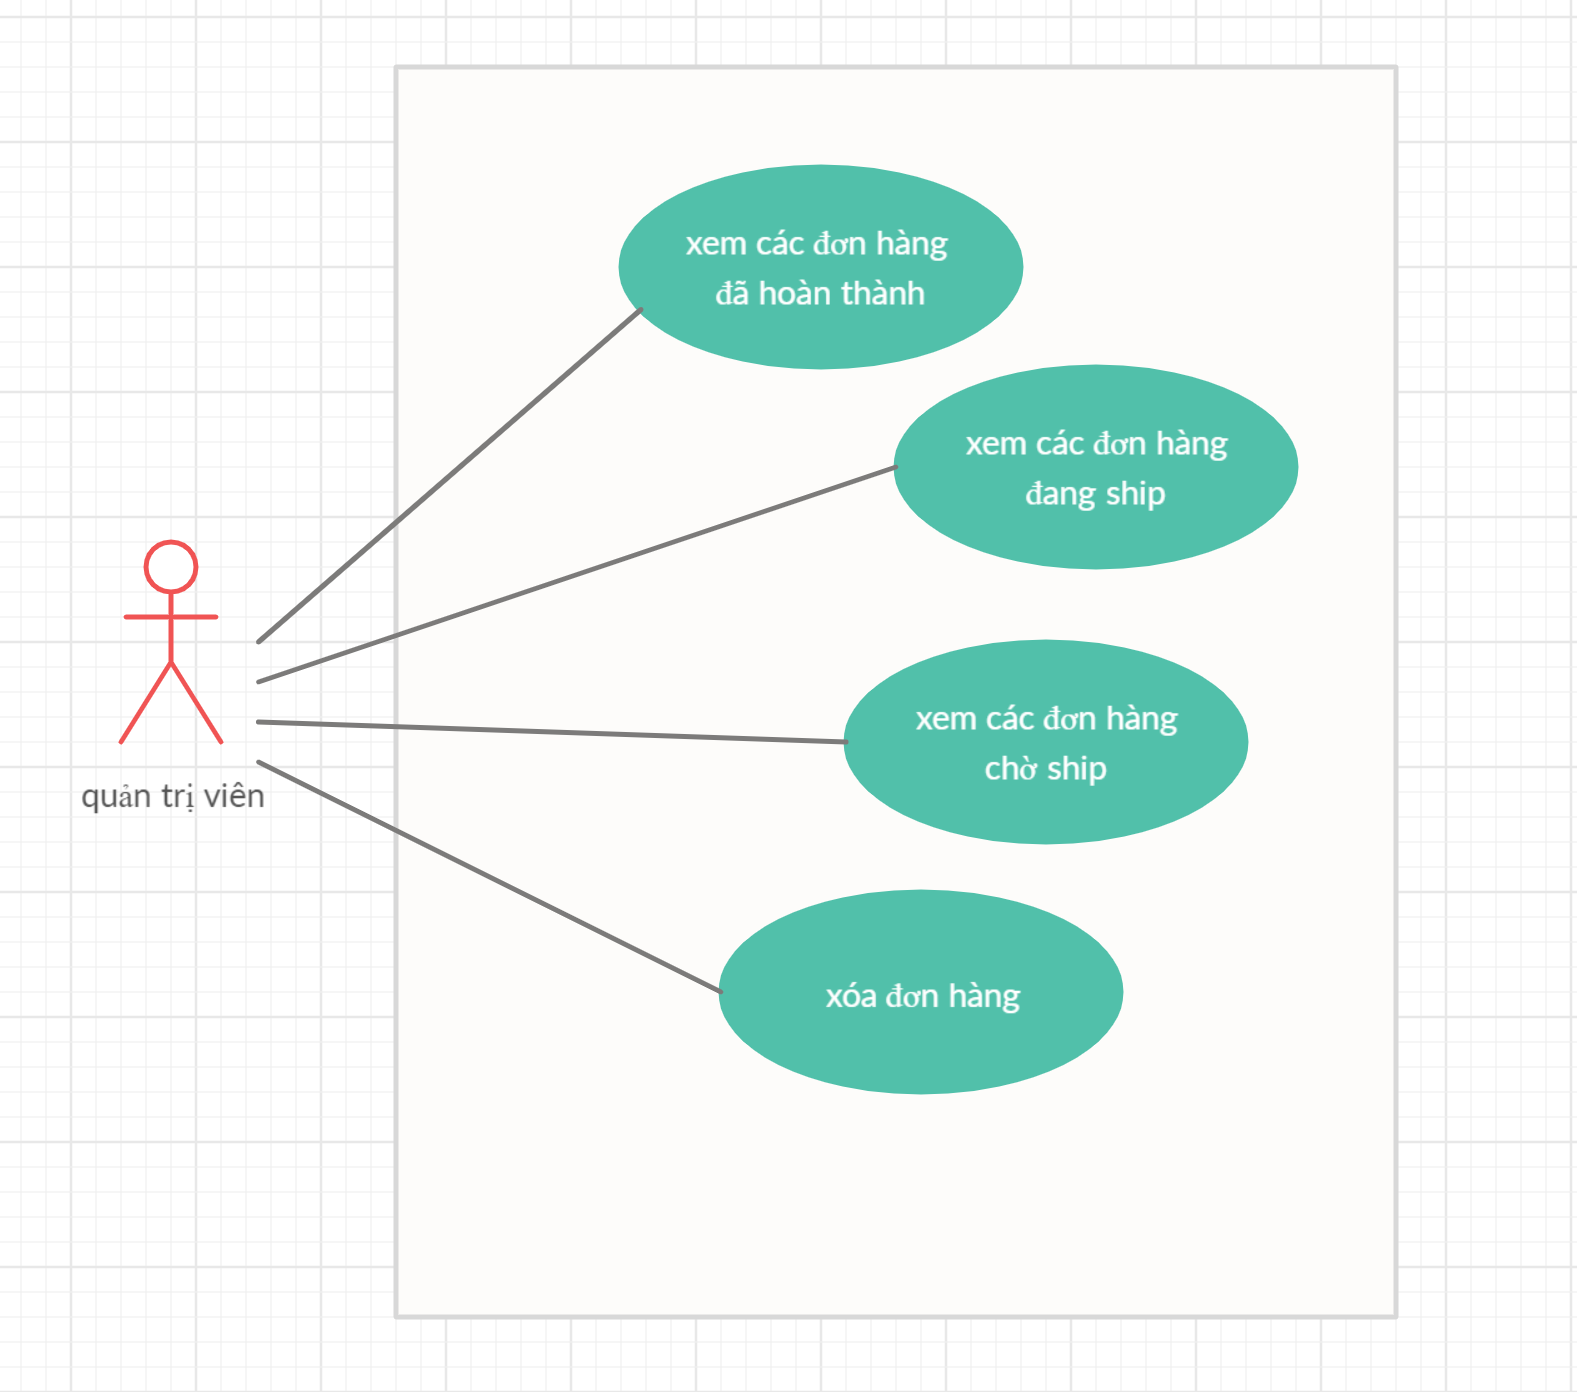 xem các đơn hàng
đã hoàn thành
xem các đơn hàng
đang ship
xem các đơn hàng
chờ ship
quản trị viên
xóa đơn hàng